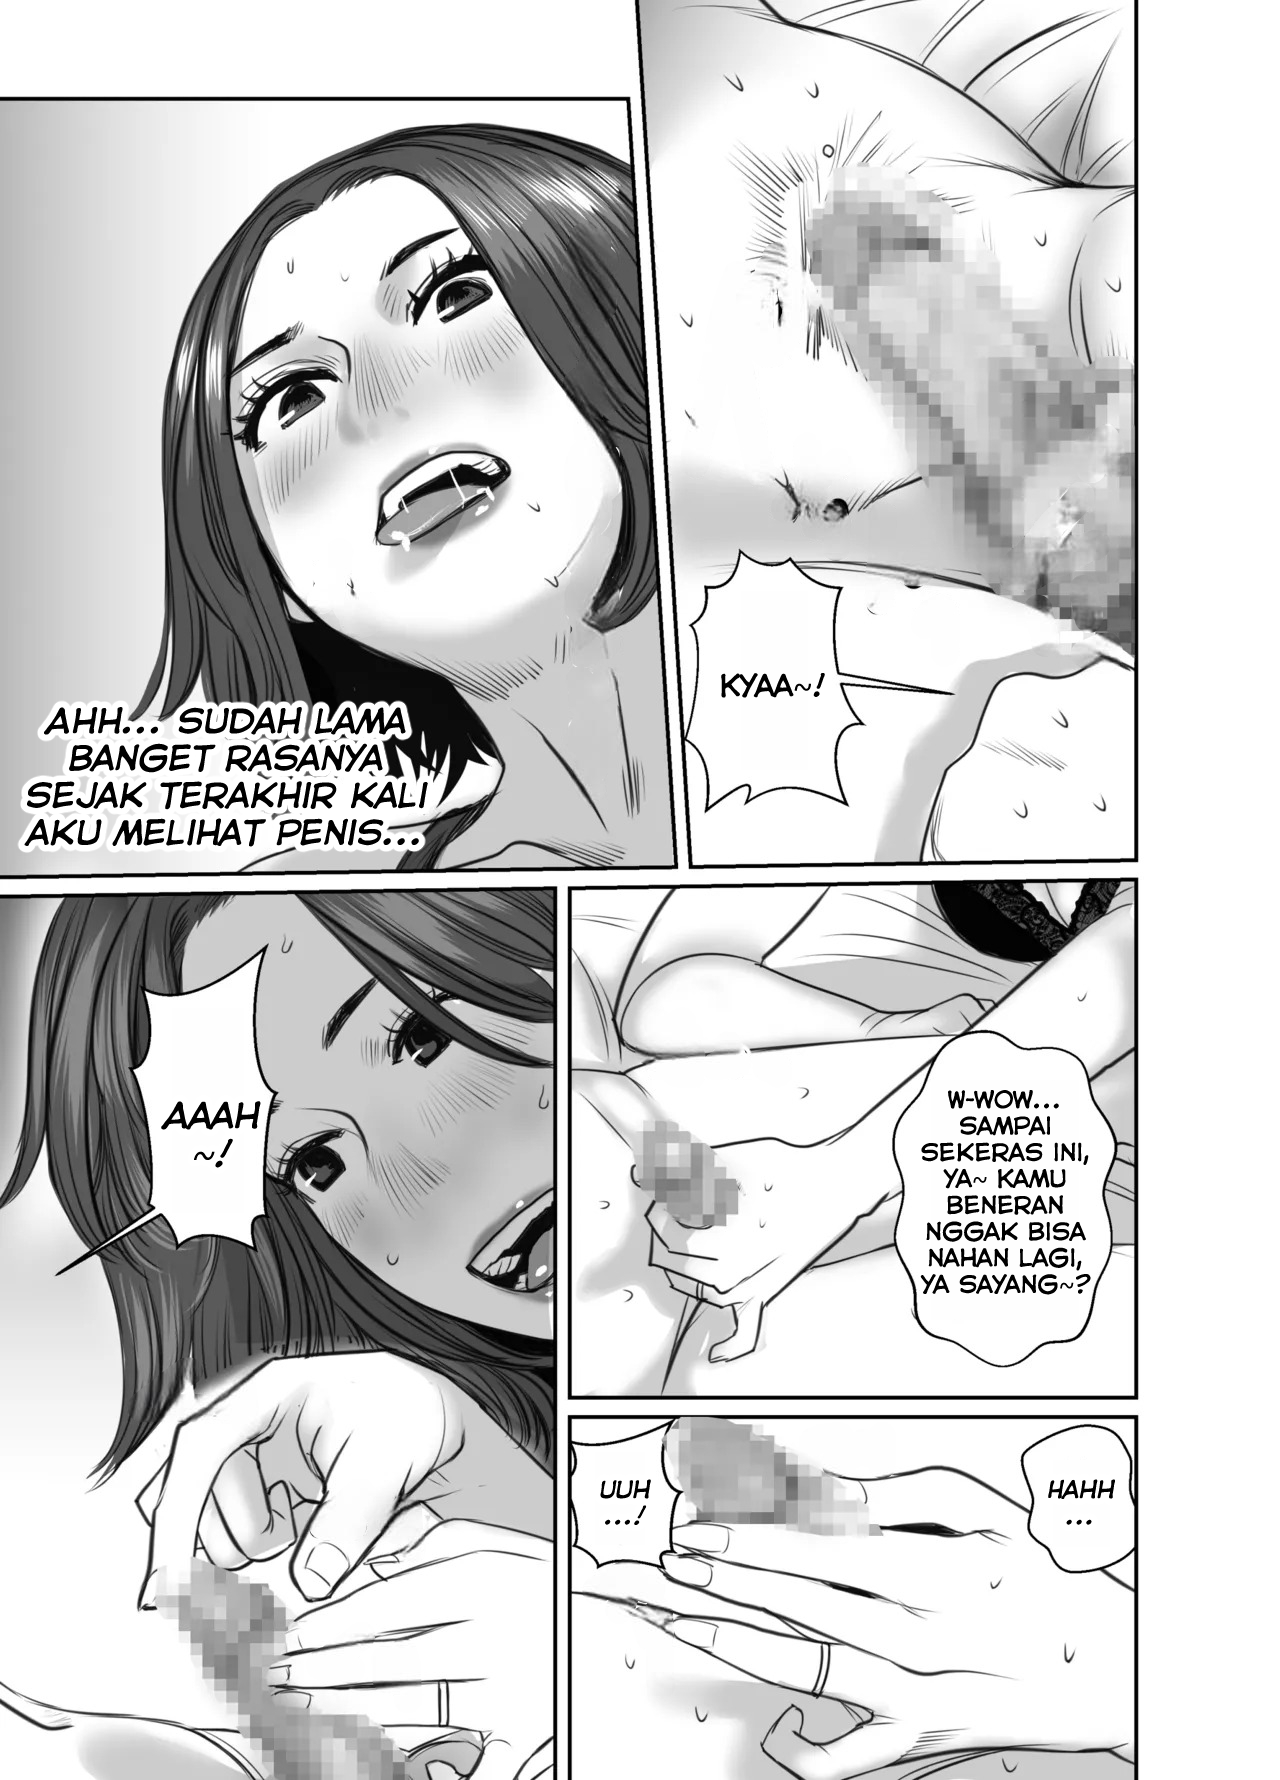 KYAA~!
AHH... SUDAH LAMA
BANGET RASANYA
SEJAK TERAKHIR KALI
AKU MELIHAT PENIS...
W-WOW...
SAMPAI
SEKERAS INI,
YA~ KAMU
BENERAN
NGGAK BISA
NAHAN LAGI,
YA SAYANG~?
HAHH
...
UUH
...!
AAAH
~!